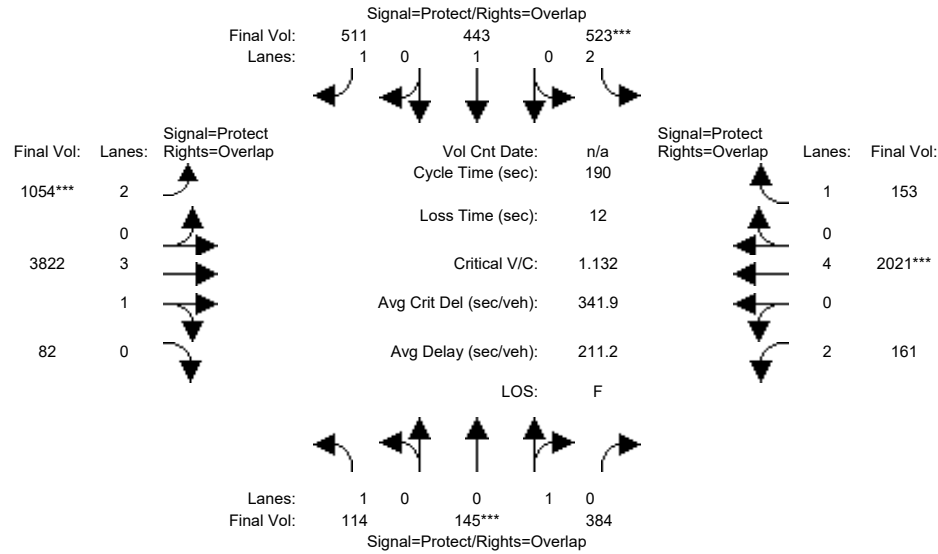 Signal=Protect/Rights=Overlap
Final Vol: 511 443 523***
Lanes: 1 0 1 0 2
Signal=Protect
Final Vol: Lanes: Rights=Overlap
Vol Cnt Date: n/a
Signal=Protect
Rights=Overlap Lanes: Final Vol:
Cycle Time (sec): 190
1054*** 2
1 153
Loss Time (sec): 12
0
0
3822 3
Critical V/C: 1.132
4 2021***
1
Avg Crit Del (sec/veh): 341.9
0
82 0
Avg Delay (sec/veh): 211.2
2 161
LOS: F
Lanes: 1 0 0 1 0
Final Vol: 114 145*** 384
Signal=Protect/Rights=Overlap